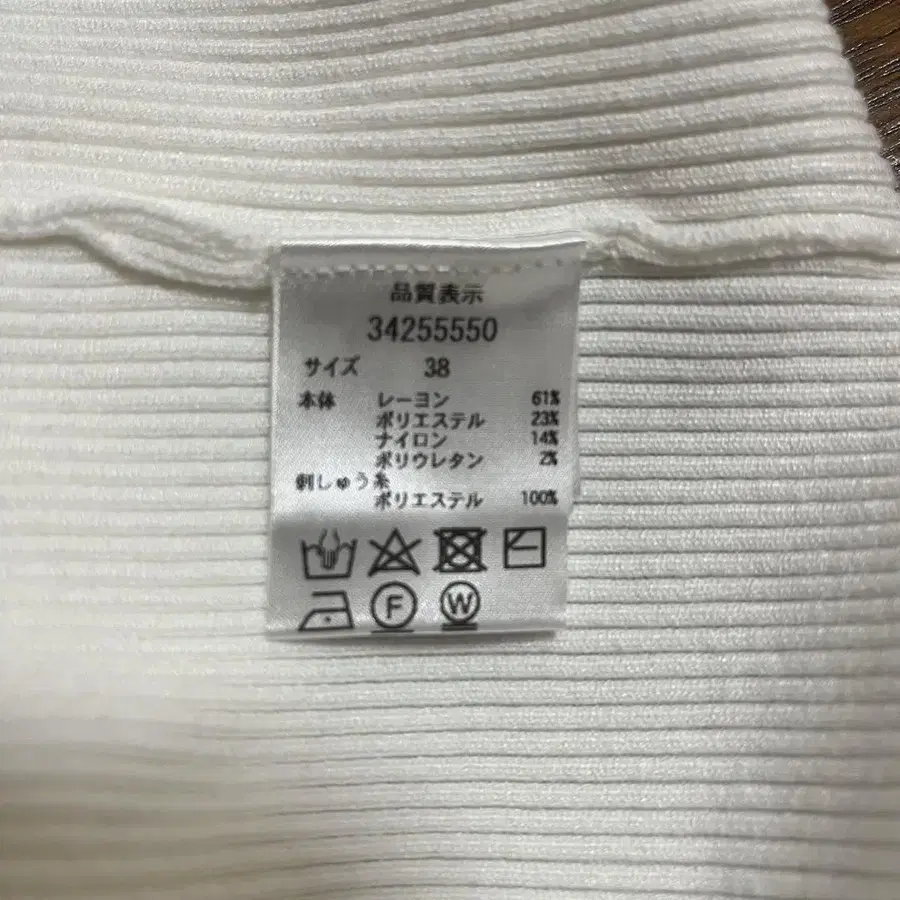 品質表示
34255550
サイズ 38
本体 レーヨン 61%
ポリエステル 23%
ナイロン 14%
ポリウレタン 2%
刺しゅう糸
ポリエステル 100%
F W